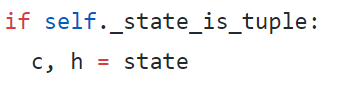 if self._state_is_tuple:
  c, h = state